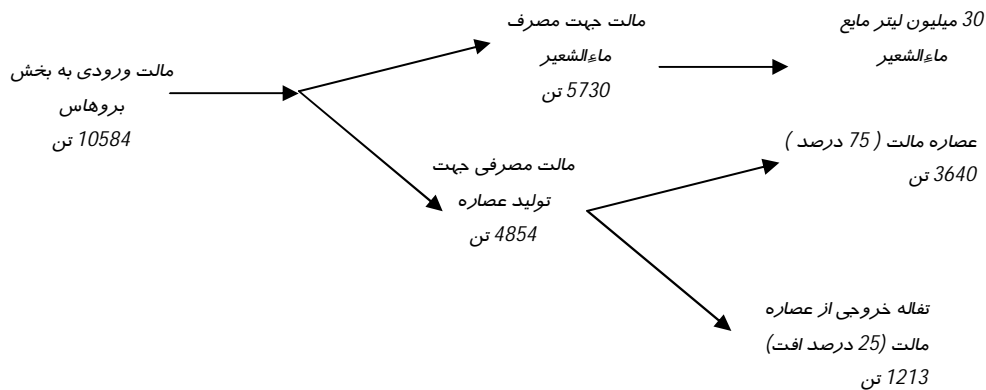 مالت ورودی به بخش
بروهاس
10584 تن
مالت جهت مصرف
ماءالشعیر
5730 تن
30 میلیون لیتر مایع
ماءالشعیر
مالت مصرفی جهت
تولید عصاره
4854 تن
عصاره مالت ( 75 درصد )
3640 تن
تفاله خروجی از عصاره
مالت (25 درصد افت)
1213 تن